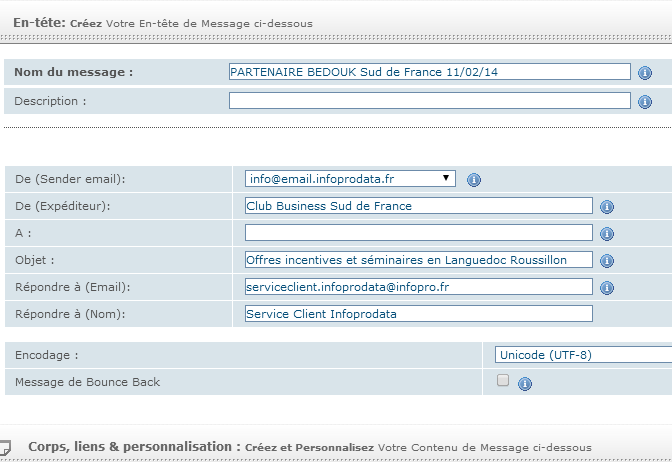 En-tête: Créez Votre En-tête de Message ci-dessous
Nom du message : PARTENAIRE BEDOUK Sud de France 11/02/14
Description :
De (Sender email): info@email.infoprodata.fr
De (Expéditeur): Club Business Sud de France
A :
Objet : Offres incentives et séminaires en Languedoc Roussillon
Répondre à (Email): serviceclient.infoprodata@infopro.fr
Répondre à (Nom): Service Client Infoprodata
Encodage : Unicode (UTF-8)
Message de Bounce Back
Corps, liens & personnalisation : Créez et Personnalisez Votre Contenu de Message ci-dessous